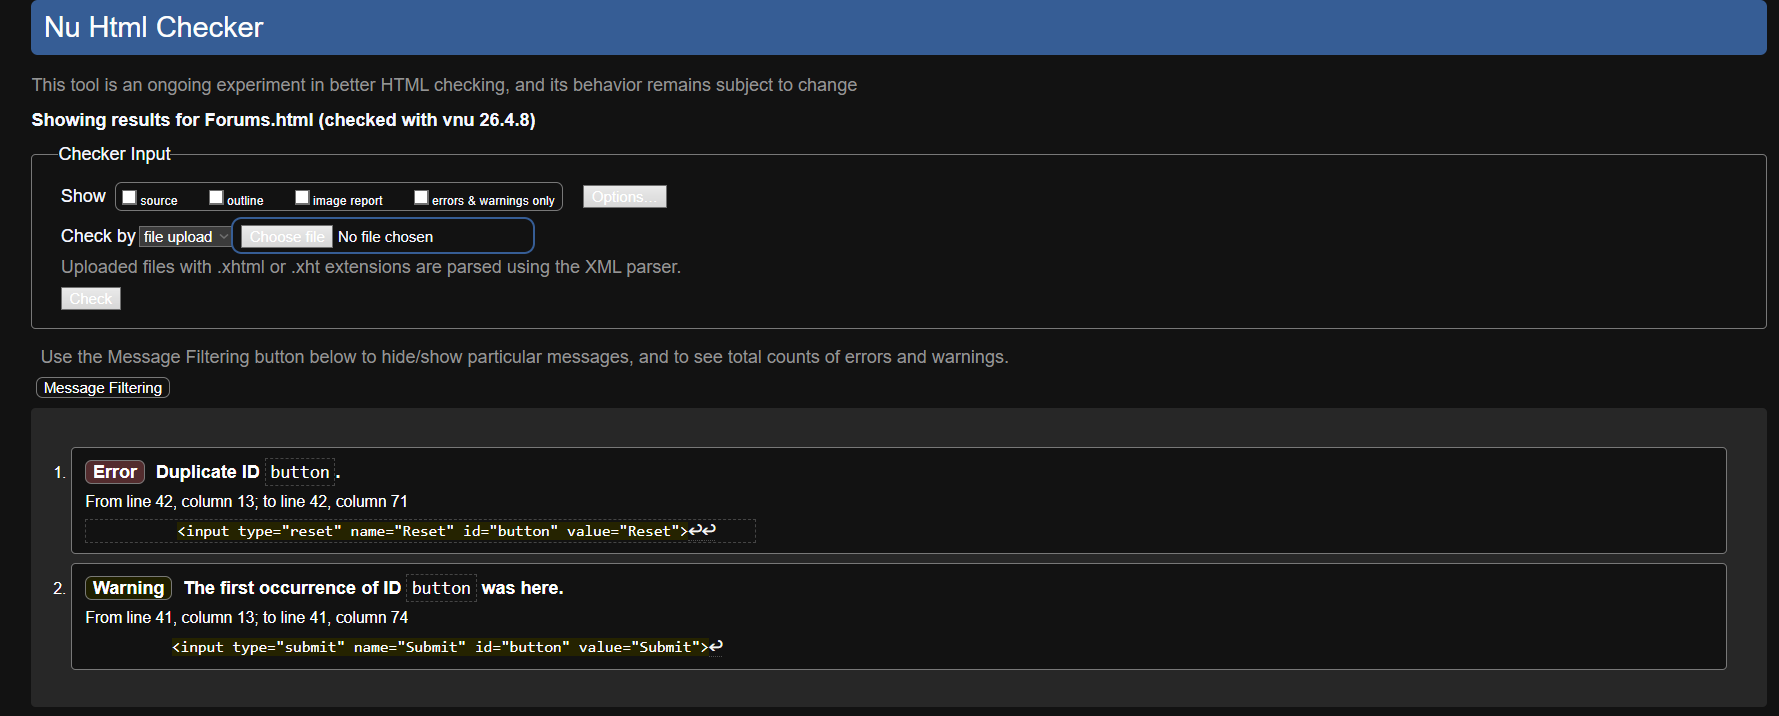 Nu Html Checker
This tool is an ongoing experiment in better HTML checking, and its behavior remains subject to change
Showing results for Forums.html (checked with vnu 26.4.8)
Checker Input
Show source outline image report errors & warnings only Options...
Check by file upload Choose file No file chosen
Uploaded files with .xhtml or .xht extensions are parsed using the XML parser.
Check
Use the Message Filtering button below to hide/show particular messages, and to see total counts of errors and warnings.
Message Filtering
1. Error Duplicate ID button.
From line 42, column 13; to line 42, column 71
<input type="reset" name="Reset" id="button" value="Reset">↩↩
2. Warning The first occurrence of ID button was here.
From line 41, column 13; to line 41, column 74
<input type="submit" name="Submit" id="button" value="Submit">↩